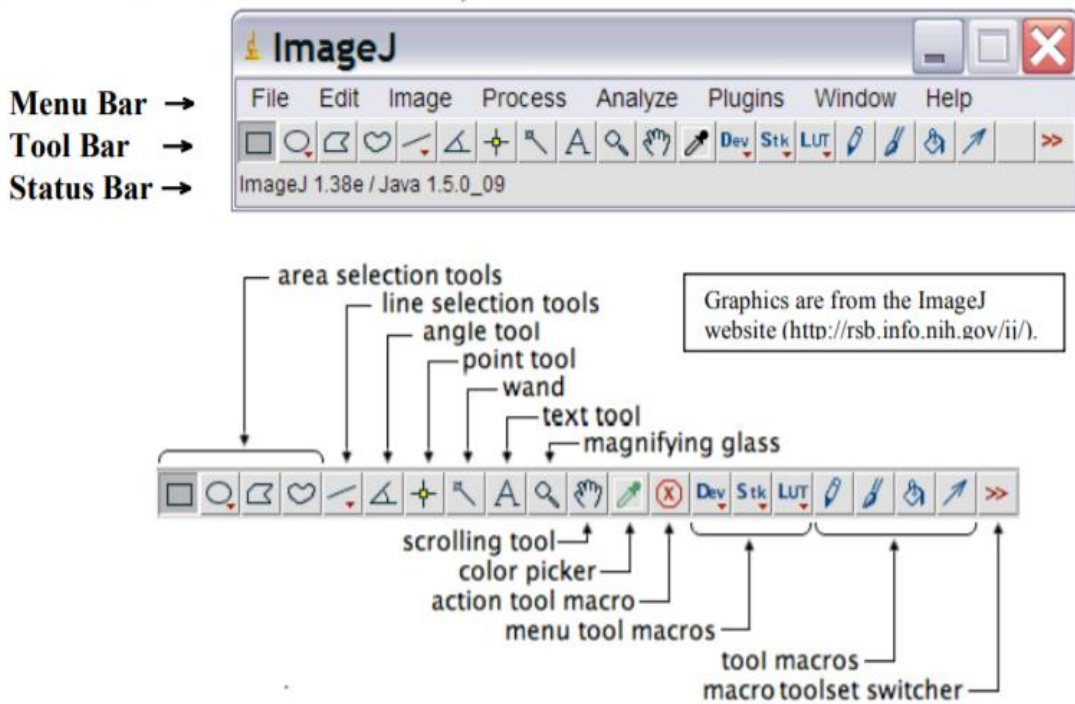 ImageJ
Menu Bar →
File Edit Image Process Analyze Plugins Window Help
Tool Bar →
A Dev Stk LUT >>
Status Bar →
ImageJ 1.38e / Java 1.5.0_09
area selection tools
line selection tools
angle tool
point tool
wand
text tool
magnifying glass
Graphics are from the ImageJ
website (http://rsb.info.nih.gov/ij/).
A X Dev Stk LUT >>
scrolling tool
color picker
action tool macro
menu tool macros
tool macros
macro toolset switcher